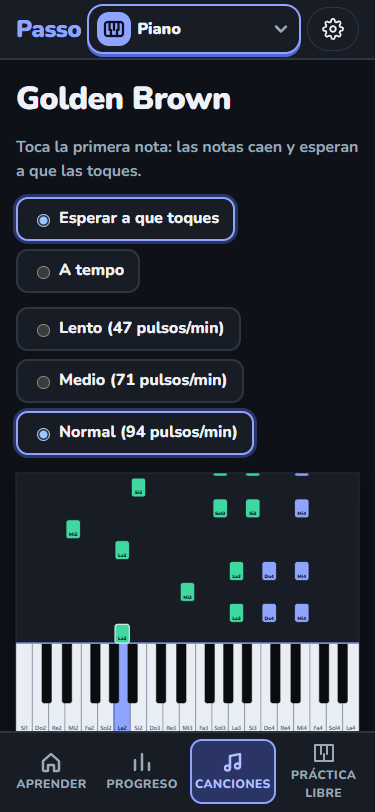 Passo
Piano
Golden Brown
Toca la primera nota: las notas caen y esperan
a que las toques.
Esperar a que toques
A tempo
Lento (47 pulsos/min)
Medio (71 pulsos/min)
Normal (94 pulsos/min)
Si2
Sol3 Si3 Mi4
Mi2
La2
La3 Do4 Mi4
Mi3
La3 Do4 Mi4
La2
Si1 Do2 Re2 Mi2 Fa2 Sol2 La2 Si2 Do3 Re3 Mi3 Fa3 Sol3 La3 Si3 Do4 Re4 Mi4 Fa4 Sol4 La4
APRENDER
PROGRESO
CANCIONES
PRÁCTICA
LIBRE